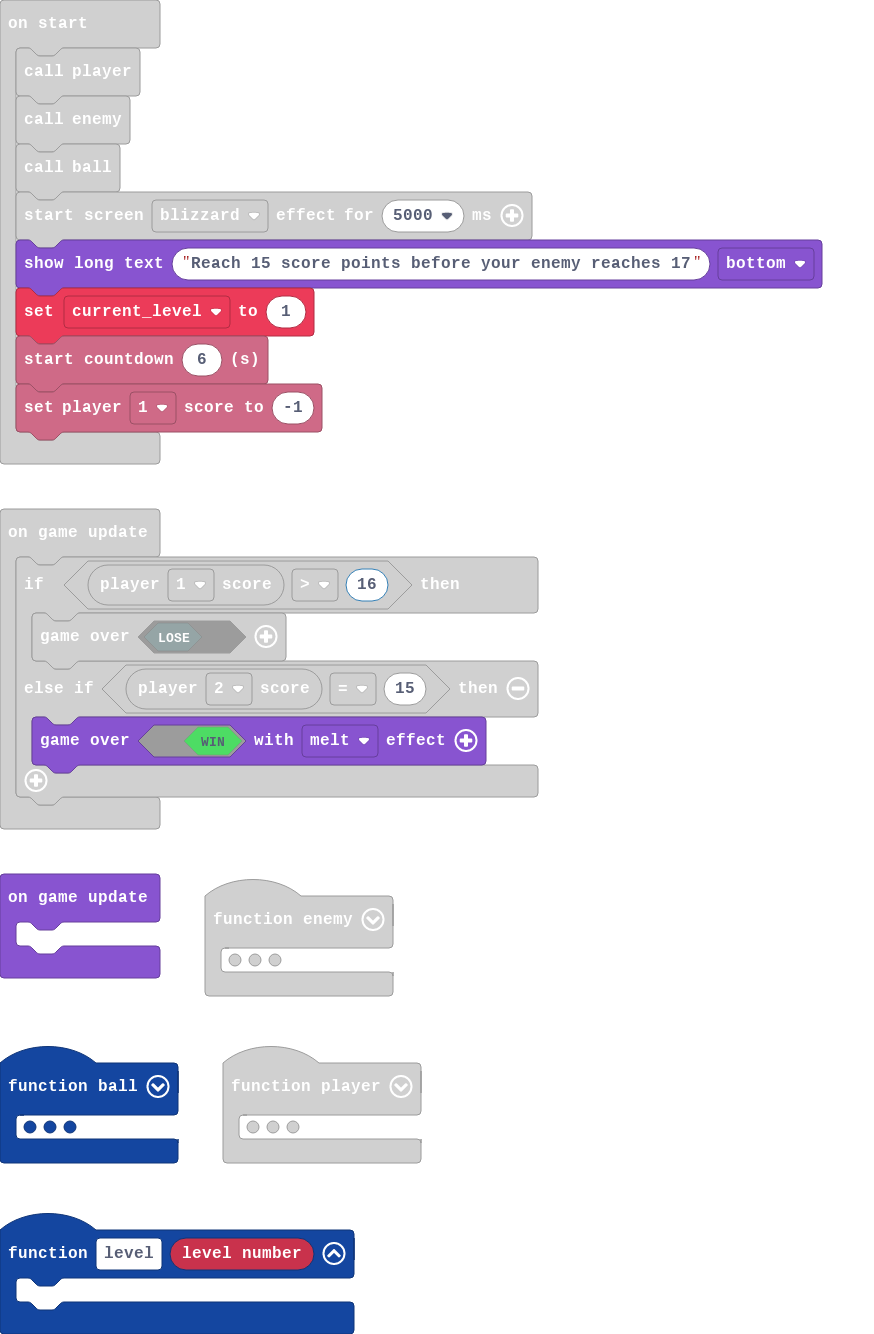 on start
call player
call enemy
call ball
start screen blizzard effect for 5000 ms
show long text "Reach 15 score points before your enemy reaches 17" bottom
set current_level to 1
start countdown 6 (s)
set player 1 score to -1
on game update
if player 1 score > 16 then
game over LOSE
else if player 2 score = 15 then
game over WIN with melt effect
on game update
function enemy
function ball
function player
function level level number